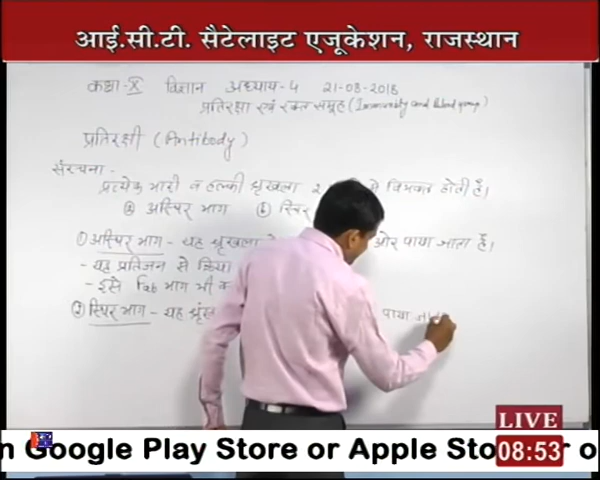 आई.सी.टी. सैटेलाइट एजूकेशन, राजस्थान
कक्षा-X विज्ञान अध्याय-4 21-08-2018
प्रतिरक्षा एवं रक्त समूह (Immunity and Blood group)
प्रतिरक्षी (Antibody)
संरचना -
प्रत्येक भारी व हल्की श्रृंखला 2 में विभक्त होती है।
ⓐ अस्थिर भाग ⓑ स्थिर
① अस्थिर भाग - यह श्रृंखला ओर पाया जाता है।
- यह प्रतिजन से क्रिया
- इसे Fab भाग भी
② स्थिर भाग - यह पाया
LIVE
n Google Play Store or Apple Sto
08:53
r o